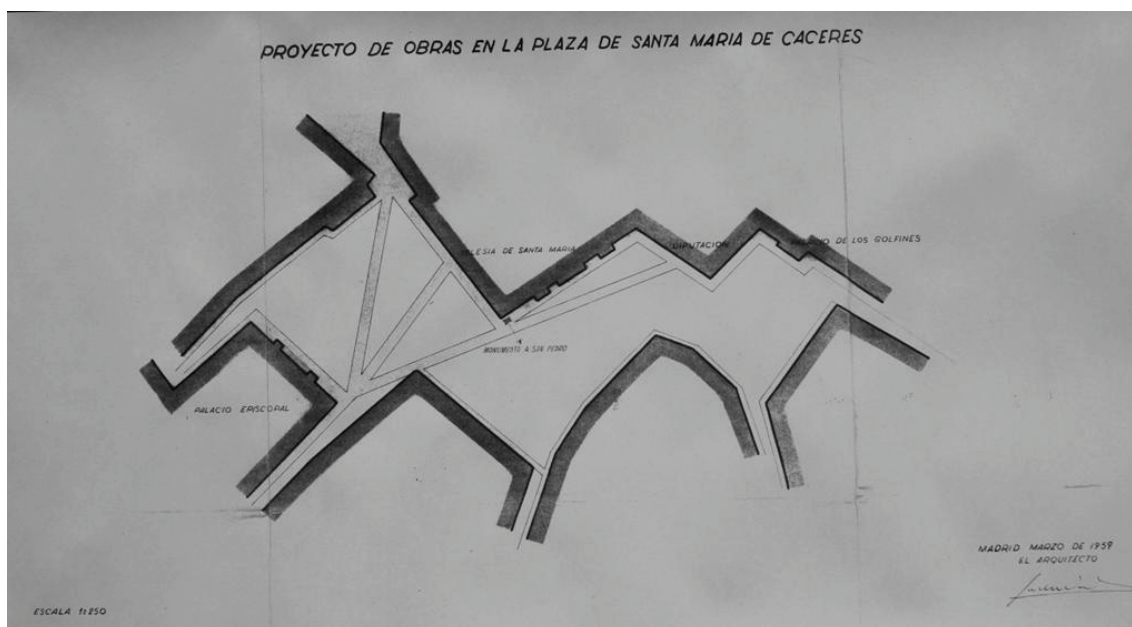 PROYECTO DE OBRAS EN LA PLAZA DE SANTA MARIA DE CACERES
IGLESIA DE SANTA MARIA
DIPUTACION
PALACIO DE LOS GOLFINES
MONUMENTO A SAN PEDRO
PALACIO EPISCOPAL
MADRID MARZO DE 1959
EL ARQUITECTO
ESCALA 1:250